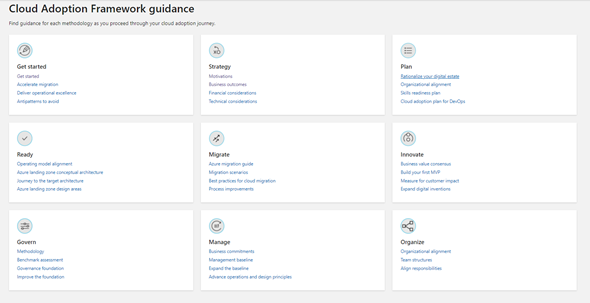 Cloud Adoption Framework guidance
Find guidance for each methodology as you proceed through your cloud adoption journey.
Get started
Get started
Accelerate migration
Deliver operational excellence
Antipatterns to avoid
Strategy
Motivations
Business outcomes
Financial considerations
Technical considerations
Plan
Rationalize your digital estate
Organizational alignment
Skills readiness plan
Cloud adoption plan for DevOps
Ready
Operating model alignment
Azure landing zone conceptual architecture
Journey to the target architecture
Azure landing zone design areas
Migrate
Azure migration guide
Migration scenarios
Best practices for cloud migration
Process improvements
Innovate
Business value consensus
Build your first MVP
Measure for customer impact
Expand digital inventions
Govern
Methodology
Benchmark assessment
Governance foundation
Improve the foundation
Manage
Business commitments
Management baseline
Expand the baseline
Advance operations and design principles
Organize
Organizational alignment
Team structures
Align responsibilities